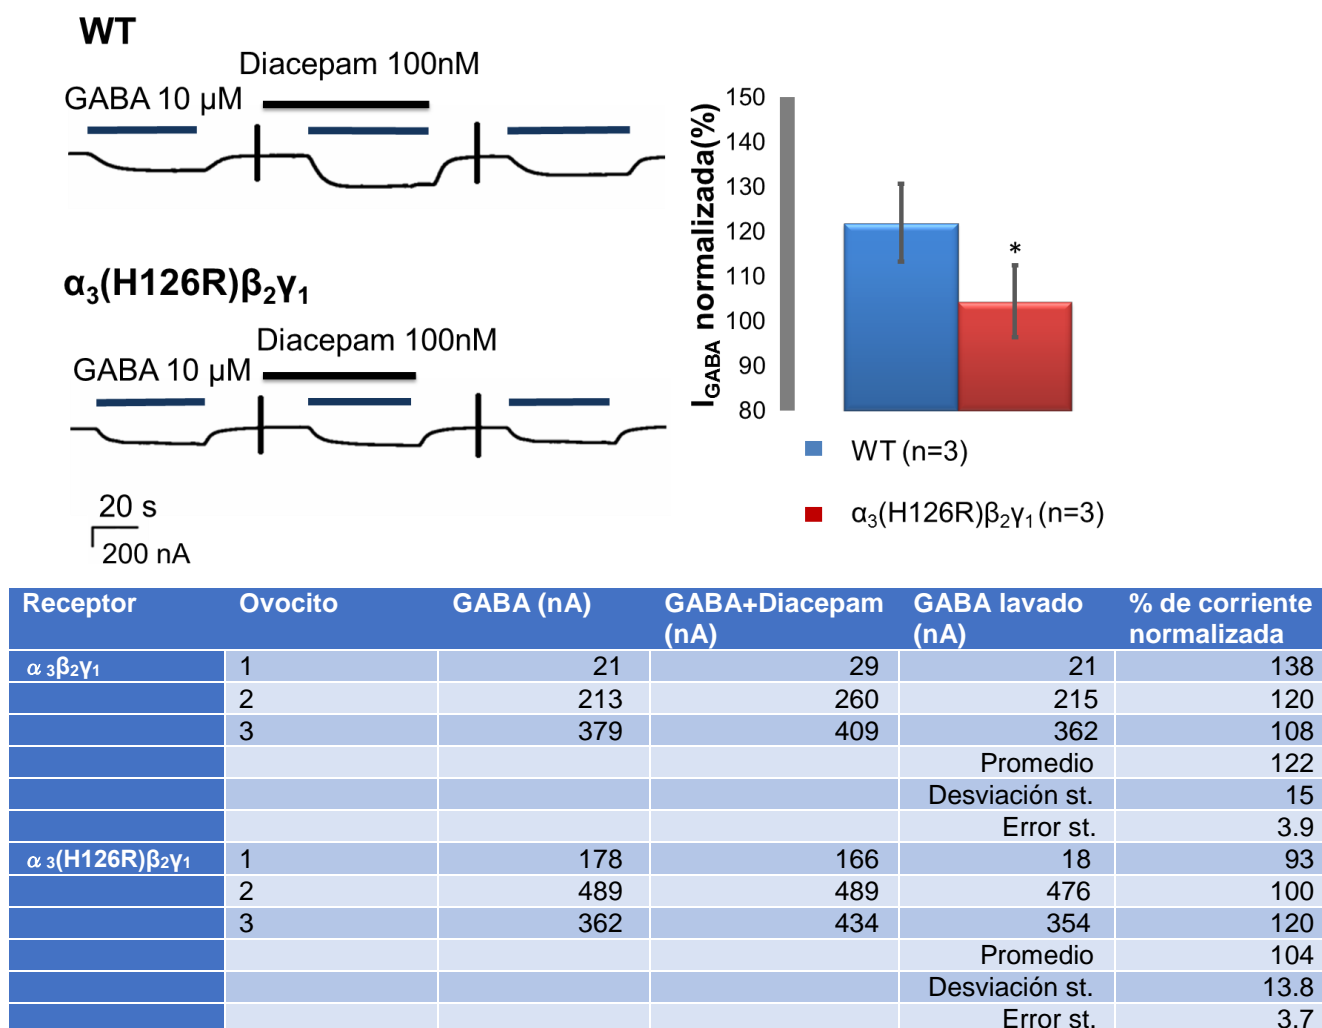 WT
Diacepam 100nM
GABA 10 μM
α₃(H126R)β₂γ₁
Diacepam 100nM
GABA 10 μM
20 s
200 nA
I_GABA normalizada(%)
150
140
130
120
110
100
90
80
*
WT (n=3)
α₃(H126R)β₂γ₁ (n=3)
Receptor Ovocito GABA (nA) GABA+Diacepam (nA) GABA lavado (nA) % de corriente normalizada
α₃β₂γ₁ 1 21 29 21 138
2 213 260 215 120
3 379 409 362 108
Promedio 122
Desviación st. 15
Error st. 3.9
α₃(H126R)β₂γ₁ 1 178 166 18 93
2 489 489 476 100
3 362 434 354 120
Promedio 104
Desviación st. 13.8
Error st. 3.7